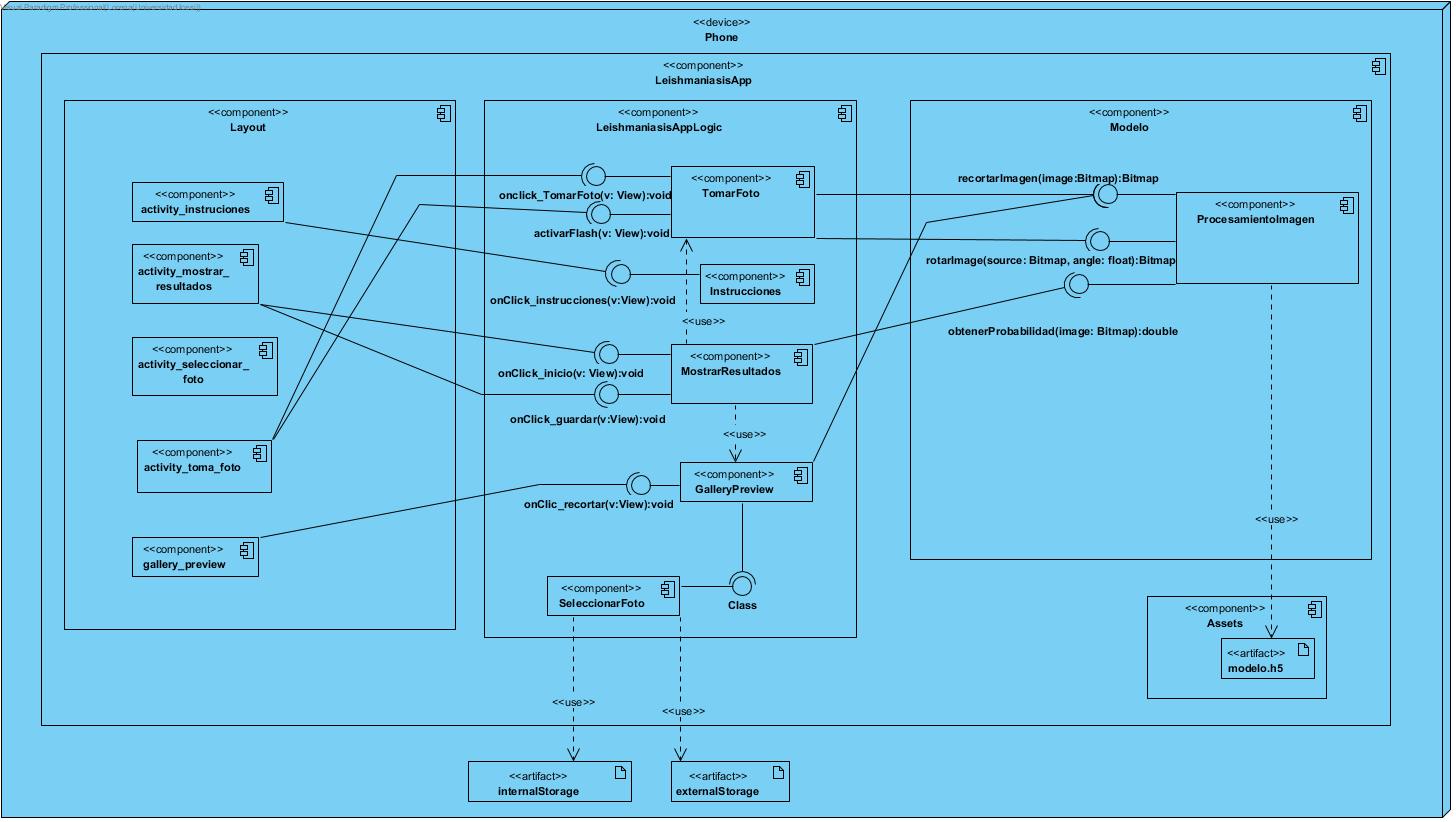 <<device>>
Phone
<<component>>
LeishmaniasisApp
<<component>>
Layout
<<component>>
activity_instruciones
<<component>>
activity_mostrar_
resultados
<<component>>
activity_seleccionar_
foto
<<component>>
activity_toma_foto
<<component>>
gallery_preview
<<component>>
LeishmaniasisAppLogic
onclick_TomarFoto(v: View):void
activarFlash(v: View):void
<<component>>
TomarFoto
onClick_instrucciones(v:View):void
<<component>>
Instrucciones
<<use>>
onClick_inicio(v: View):void
onClick_guardar(v:View):void
<<component>>
MostrarResultados
<<use>>
onClic_recortar(v:View):void
<<component>>
GalleryPreview
<<component>>
SeleccionarFoto
Class
<<component>>
Modelo
recortarImagen(image:Bitmap):Bitmap
rotarImage(source: Bitmap, angle: float):Bitmap
obtenerProbabilidad(image: Bitmap):double
<<component>>
ProcesamientoImagen
<<use>>
<<component>>
Assets
<<artifact>>
modelo.h5
<<use>>
<<use>>
<<artifact>>
internalStorage
<<artifact>>
externalStorage